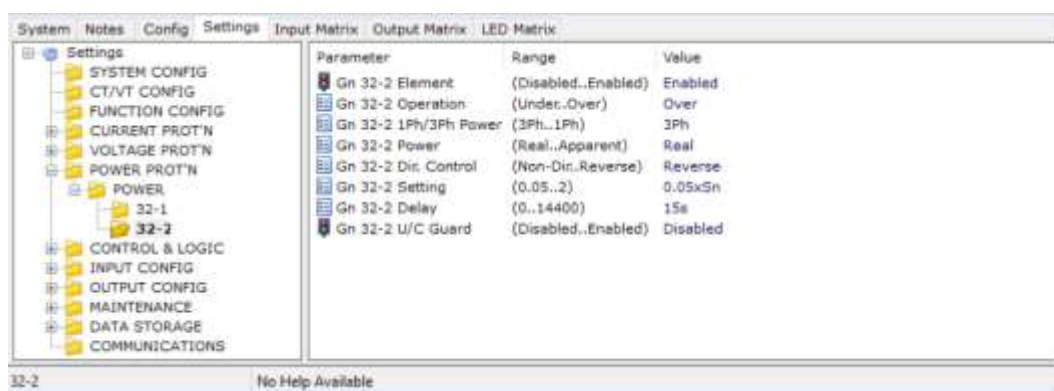 System Notes Config Settings Input Matrix Output Matrix LED Matrix
Settings
SYSTEM CONFIG
CT/VT CONFIG
FUNCTION CONFIG
CURRENT PROT'N
VOLTAGE PROT'N
POWER PROT'N
POWER
32-1
32-2
CONTROL & LOGIC
INPUT CONFIG
OUTPUT CONFIG
MAINTENANCE
DATA STORAGE
COMMUNICATIONS
Parameter Range Value
Gn 32-2 Element (Disabled..Enabled) Enabled
Gn 32-2 Operation (Under..Over) Over
Gn 32-2 1Ph/3Ph Power (3Ph..1Ph) 3Ph
Gn 32-2 Power (Real..Apparent) Real
Gn 32-2 Dir. Control (Non-Dir..Reverse) Reverse
Gn 32-2 Setting (0.05..2) 0.05xSn
Gn 32-2 Delay (0..14400) 15s
Gn 32-2 U/C Guard (Disabled..Enabled) Disabled
32-2 No Help Available